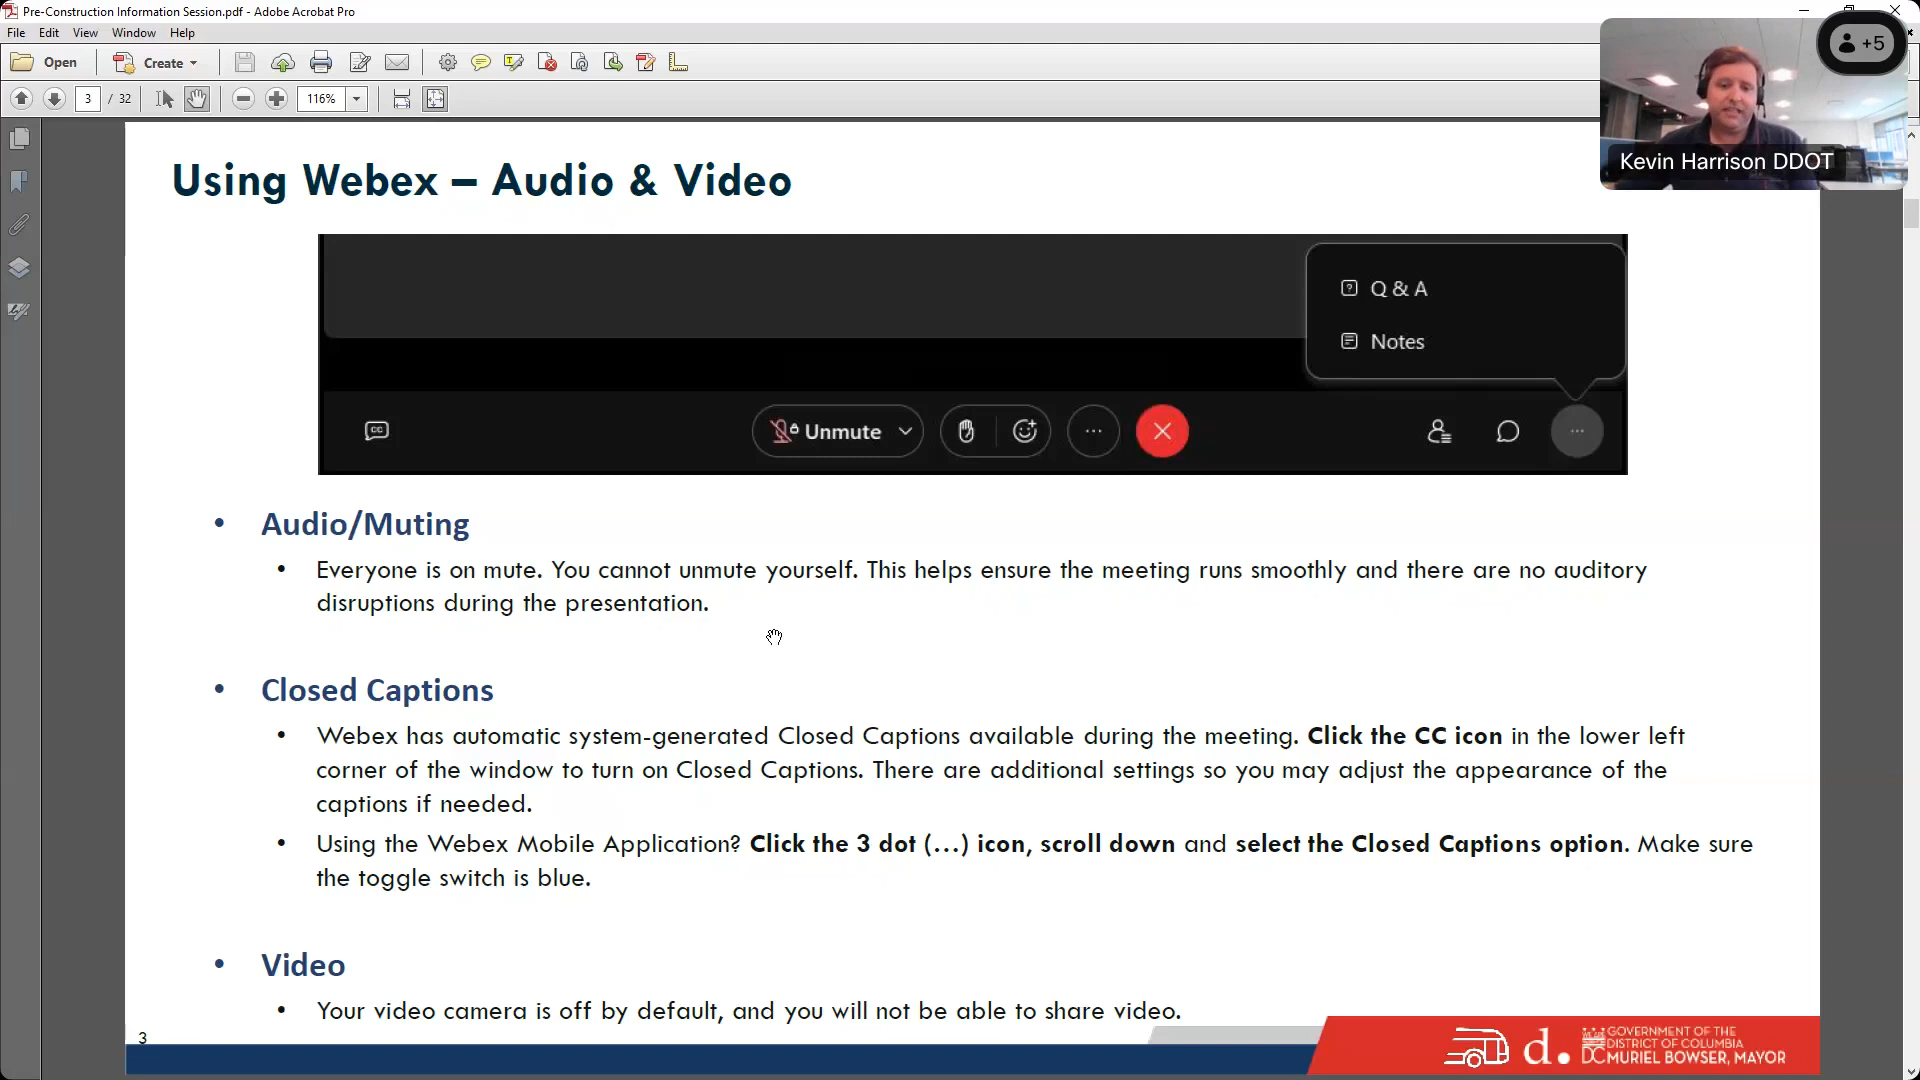 Pre-Construction Information Session.pdf - Adobe Acrobat Pro
File Edit View Window Help
Open Create
3 / 32 116%
+5
Kevin Harrison DDOT
Using Webex – Audio & Video
Q & A
Notes
CC
Unmute
• Audio/Muting
• Everyone is on mute. You cannot unmute yourself. This helps ensure the meeting runs smoothly and there are no auditory
disruptions during the presentation.
• Closed Captions
• Webex has automatic system-generated Closed Captions available during the meeting. Click the CC icon in the lower left
corner of the window to turn on Closed Captions. There are additional settings so you may adjust the appearance of the
captions if needed.
• Using the Webex Mobile Application? Click the 3 dot (...) icon, scroll down and select the Closed Captions option. Make sure
the toggle switch is blue.
• Video
• Your video camera is off by default, and you will not be able to share video.
3
d.
WE ARE
DC
GOVERNMENT OF THE
DISTRICT OF COLUMBIA
MURIEL BOWSER, MAYOR